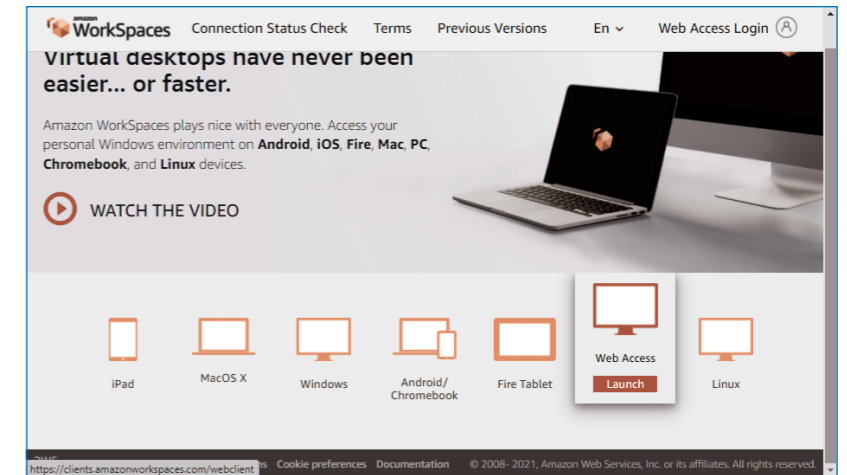 amazon
WorkSpaces
Connection Status Check
Terms
Previous Versions
En
Web Access Login
Virtual desktops have never been
easier... or faster.
Amazon WorkSpaces plays nice with everyone. Access your
personal Windows environment on Android, iOS, Fire, Mac, PC,
Chromebook, and Linux devices.
WATCH THE VIDEO
iPad
MacOS X
Windows
Android/
Chromebook
Fire Tablet
Web Access
Launch
Linux
https://clients.amazonworkspaces.com/webclient
Cookie preferences
Documentation
© 2008- 2021, Amazon Web Services, Inc. or its affiliates. All rights reserved.